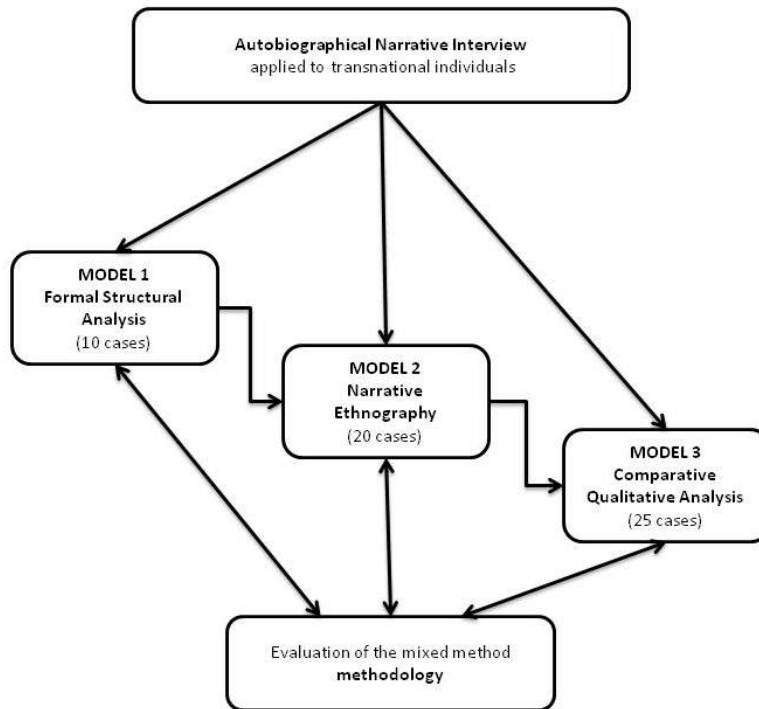 Autobiographical Narrative Interview
applied to transnational individuals
MODEL 1
Formal Structural
Analysis
(10 cases)
MODEL 2
Narrative
Ethnography
(20 cases)
MODEL 3
Comparative
Qualitative Analysis
(25 cases)
Evaluation of the mixed method
methodology